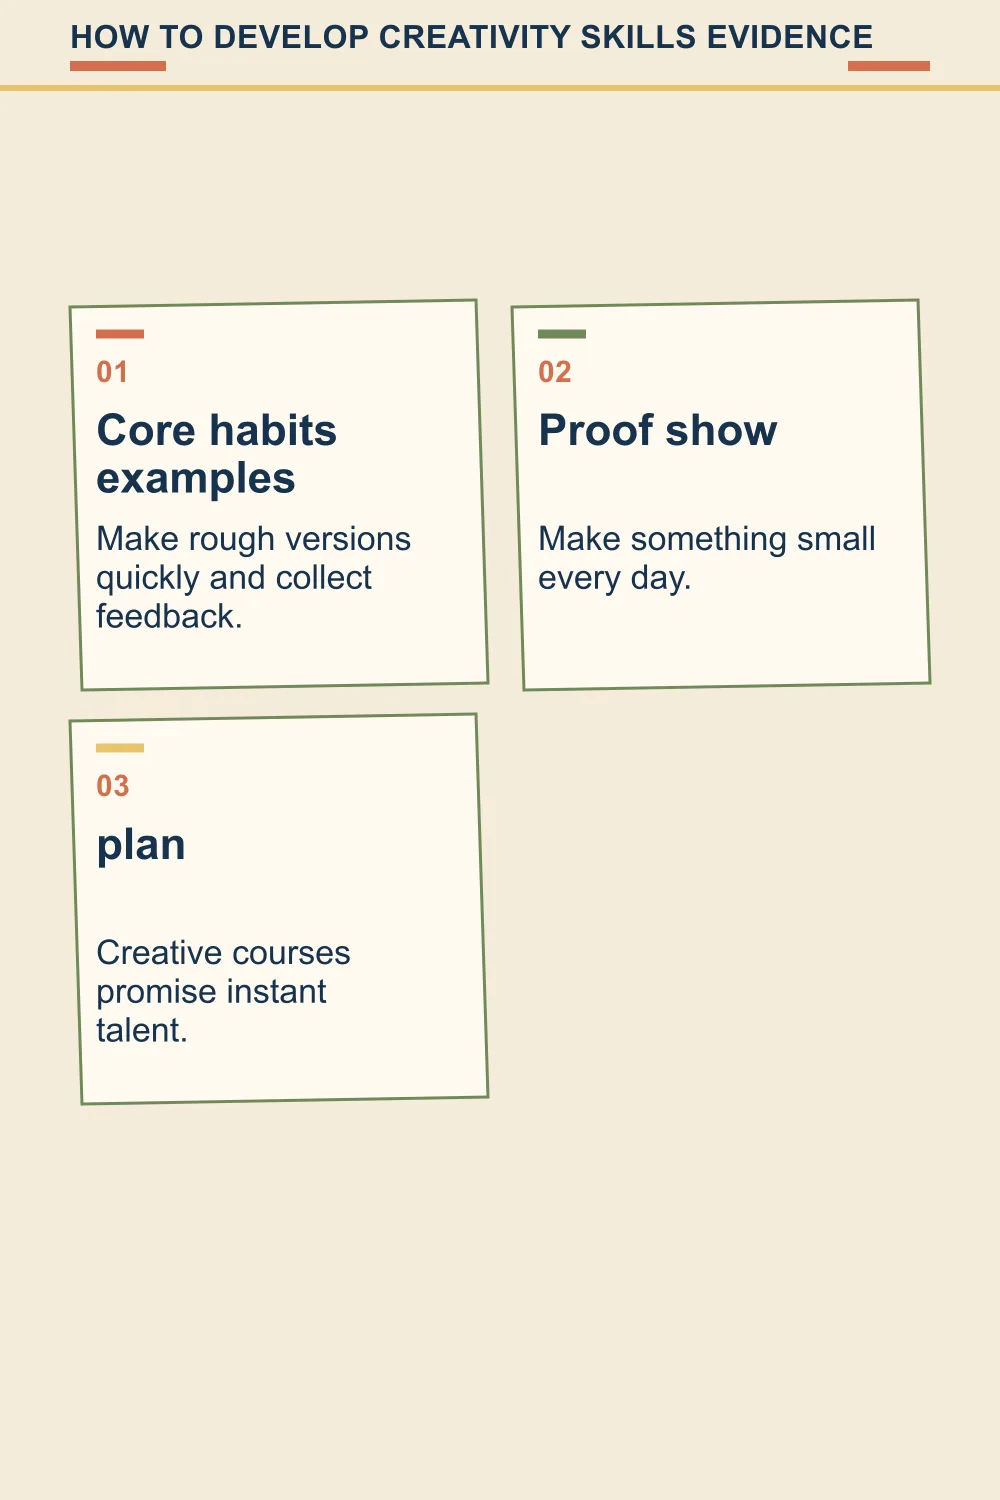 HOW TO DEVELOP CREATIVITY SKILLS EVIDENCE
01
Core habits
examples
Make rough versions
quickly and collect
feedback.
02
Proof show
Make something small
every day.
03
plan
Creative courses
promise instant
talent.